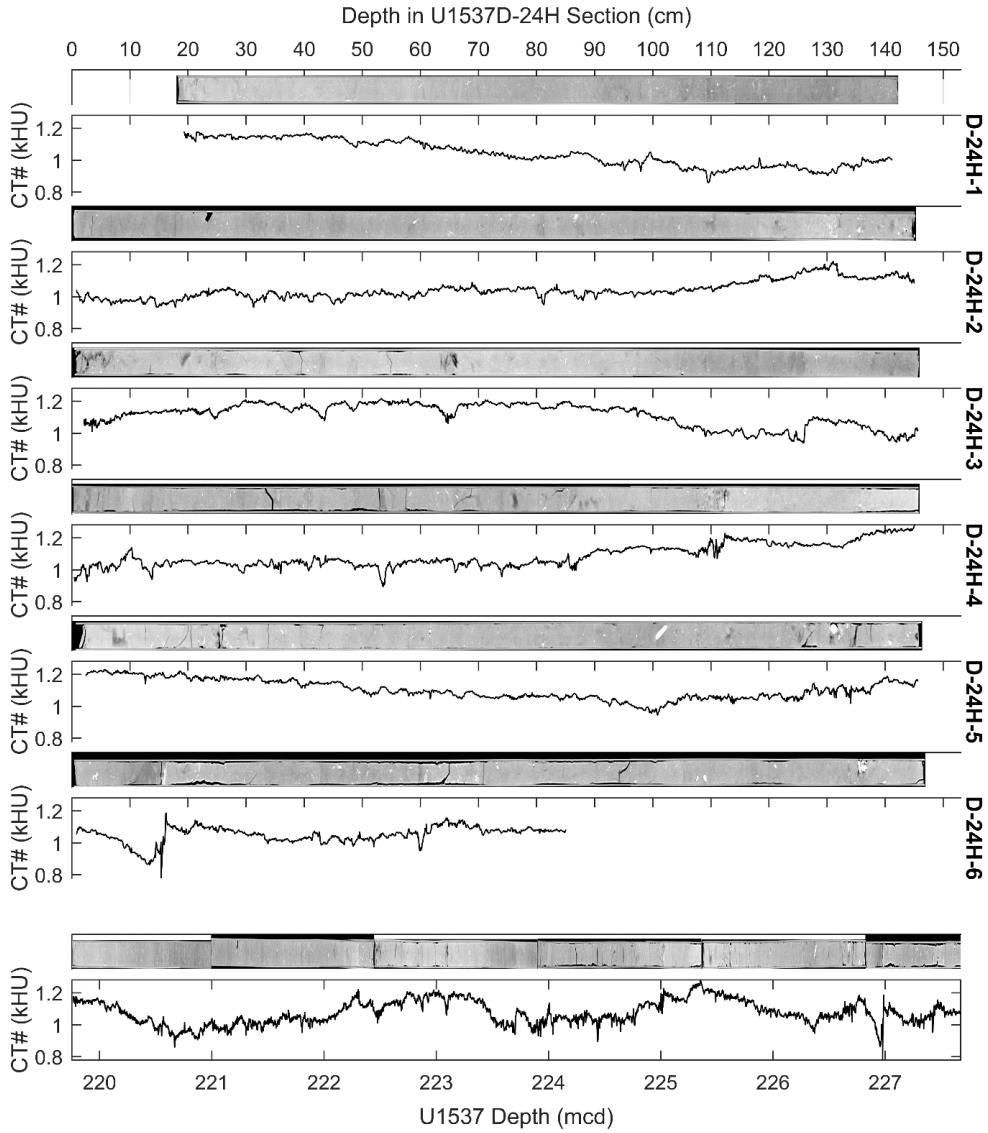 Depth in U1537D-24H Section (cm)
0 10 20 30 40 50 60 70 80 90 100 110 120 130 140 150
CT# (kHU)
1.2
1
0.8
D-24H-1
CT# (kHU)
1.2
1
0.8
D-24H-2
CT# (kHU)
1.2
1
0.8
D-24H-3
CT# (kHU)
1.2
1
0.8
D-24H-4
CT# (kHU)
1.2
1
0.8
D-24H-5
CT# (kHU)
1.2
1
0.8
D-24H-6
CT# (kHU)
1.2
1
0.8
220 221 222 223 224 225 226 227
U1537 Depth (mcd)